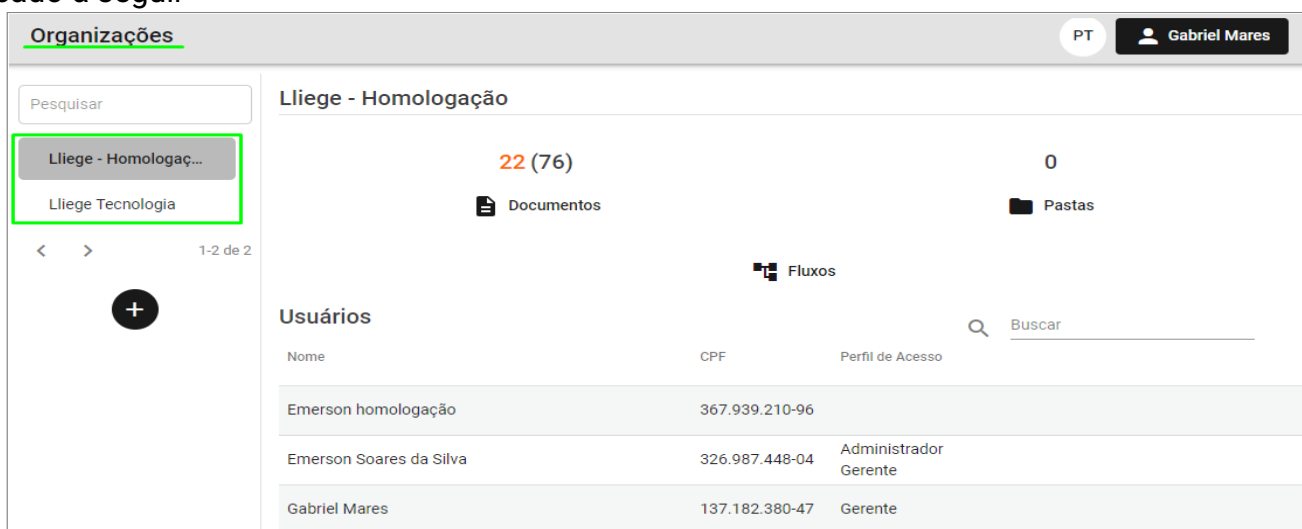 Organizações
PT
Gabriel Mares
Pesquisar
Lliege - Homologaç...
Lliege Tecnologia
1-2 de 2
Lliege - Homologação
22 (76)
Documentos
0
Pastas
Fluxos
Usuários
Buscar
Nome CPF Perfil de Acesso
Emerson homologação 367.939.210-96
Emerson Soares da Silva 326.987.448-04 Administrador
Gerente
Gabriel Mares 137.182.380-47 Gerente